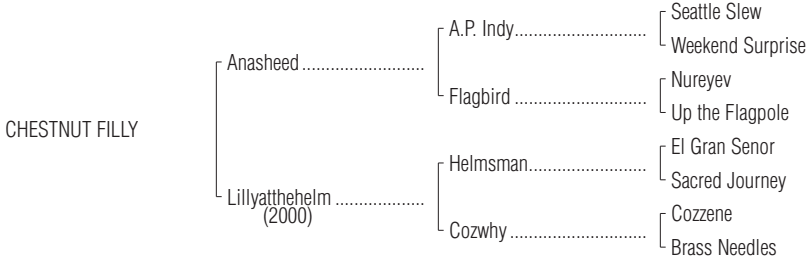 Seattle Slew
A.P. Indy..........................
Weekend Surprise
Anasheed ........................
Nureyev
Flagbird ..........................
Up the Flagpole
CHESTNUT FILLY
El Gran Senor
Helmsman.......................
Sacred Journey
Lillyatthehelm ..................
(2000)
Cozzene
Cozwhy ...........................
Brass Needles